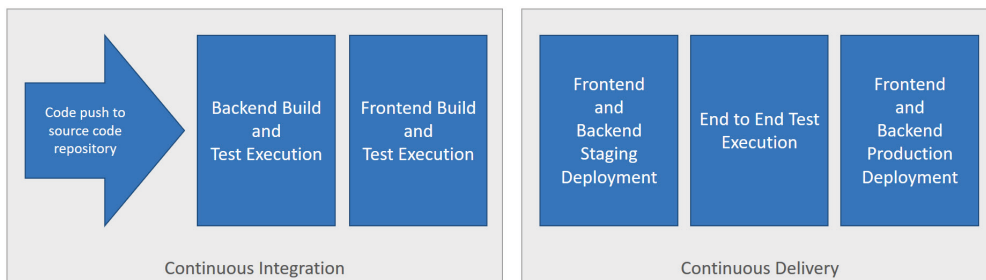 Code push to
source code
repository
Backend Build
and
Test Execution
Frontend Build
and
Test Execution
Continuous Integration
Frontend
and
Backend
Staging
Deployment
End to End Test
Execution
Frontend
and
Backend
Production
Deployment
Continuous Delivery